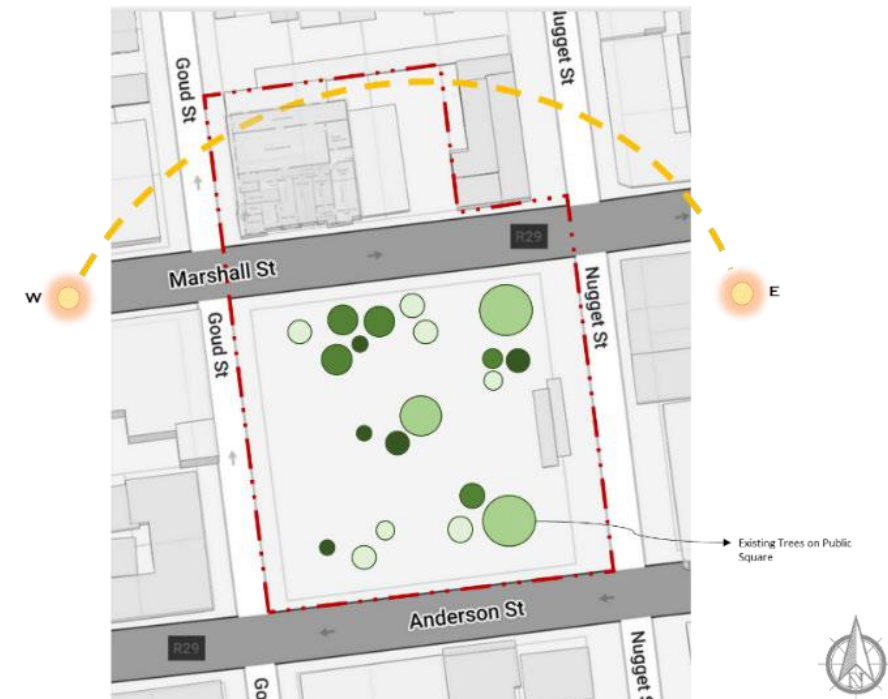 Goud St
Nugget St
R29
Marshall St
W
E
Goud St
Nugget St
Existing Trees on Public
Square
Anderson St
R29
Go
Nugget S
N